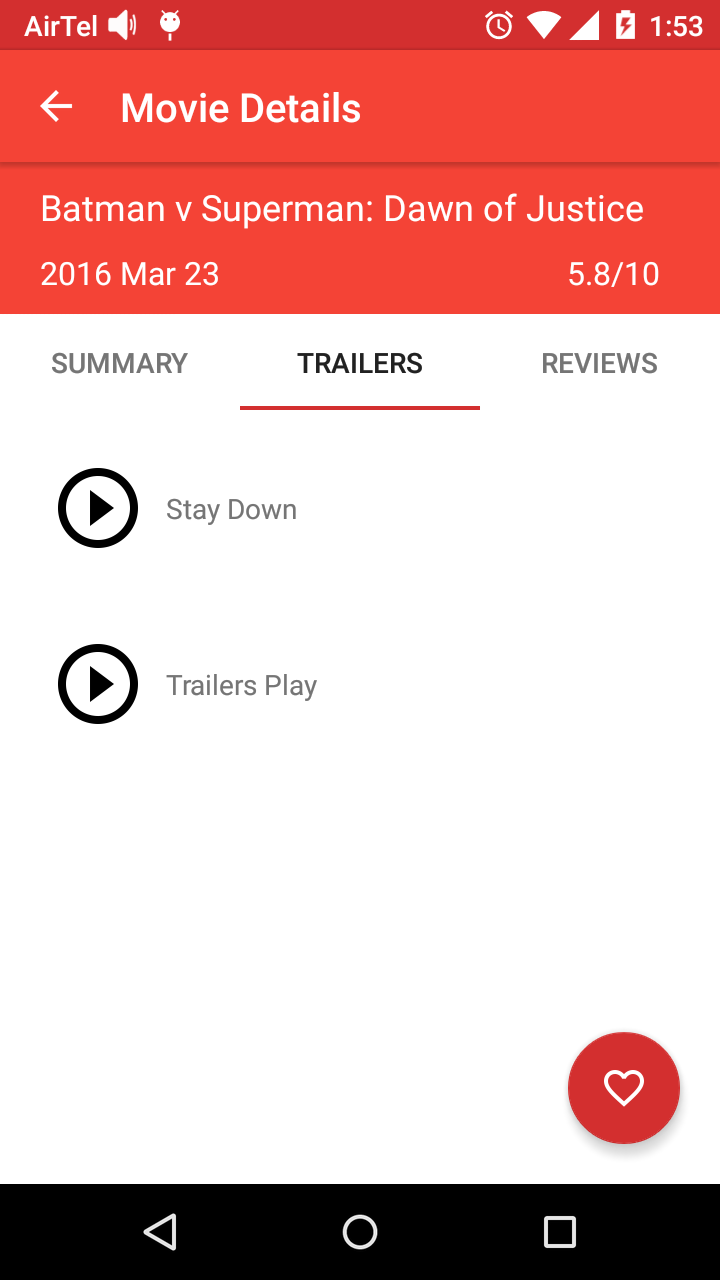 AirTel 1:53
Movie Details
Batman v Superman: Dawn of Justice
2016 Mar 23 5.8/10
SUMMARY TRAILERS REVIEWS
Stay Down
Trailers Play